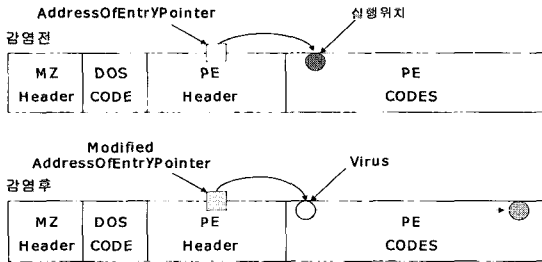 AddressOfEntryPointer 실행위치
감염전
MZ DOS PE PE
Header CODE Header CODES
Modified
AddressOfEntryPointer Virus
감염후
MZ DOS PE PE
Header CODE Header CODES